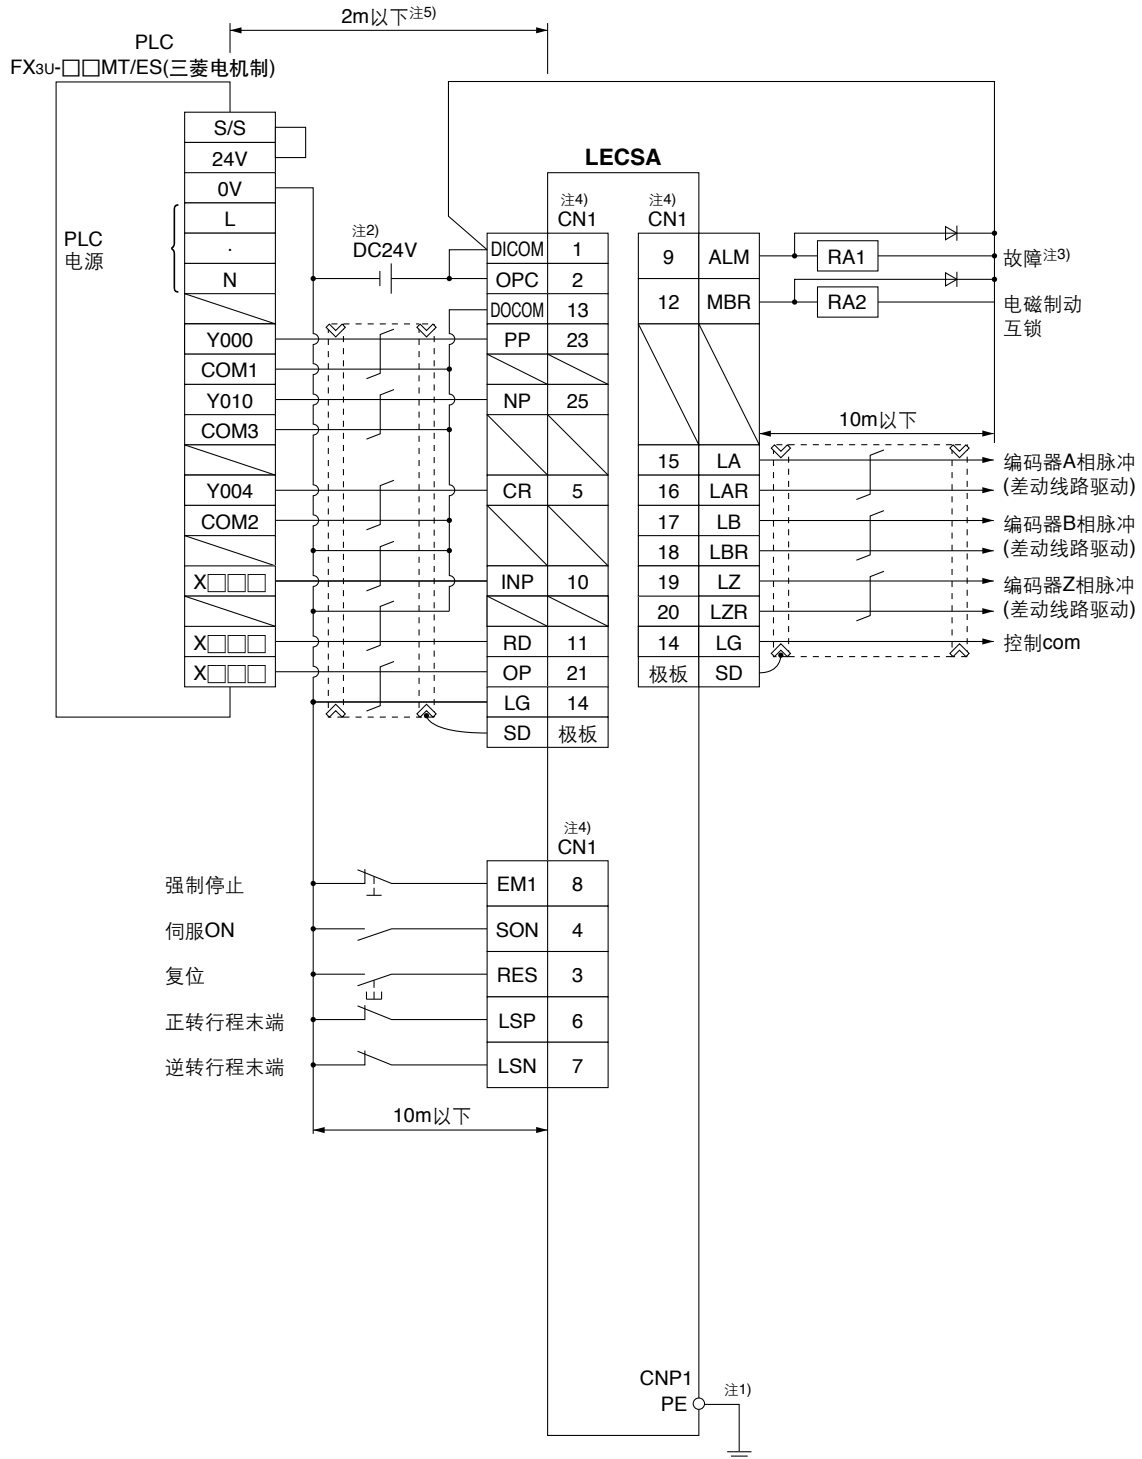 2m以下注5)
PLC
FX3U-□□MT/ES(三菱电机制)
S/S
24V
0V
L
·
N
PLC
电源
Y000
COM1
Y010
COM3
Y004
COM2
X□□□
X□□□
X□□□
注2)
DC24V
LECSA
注4)
CN1
DICOM 1
OPC 2
DOCOM 13
PP 23
NP 25
CR 5
INP 10
RD 11
OP 21
LG 14
SD 极板
注4)
CN1
9 ALM
12 MBR
RA1
故障注3)
RA2
电磁制动
互锁
10m以下
15 LA
16 LAR
17 LB
18 LBR
19 LZ
20 LZR
14 LG
极板 SD
编码器A相脉冲
(差动线路驱动)
编码器B相脉冲
(差动线路驱动)
编码器Z相脉冲
(差动线路驱动)
控制com
注4)
CN1
强制停止 EM1 8
伺服ON SON 4
复位 RES 3
正转行程末端 LSP 6
逆转行程末端 LSN 7
10m以下
CNP1
PE
注1)